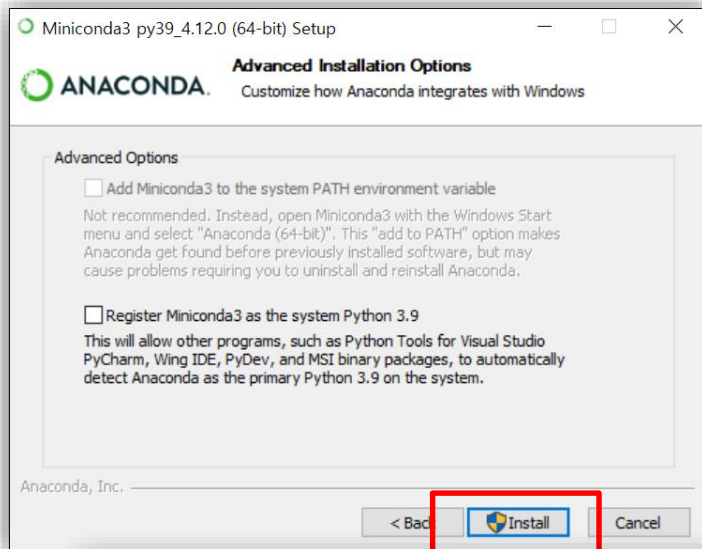 Miniconda3 py39_4.12.0 (64-bit) Setup
ANACONDA.
Advanced Installation Options
Customize how Anaconda integrates with Windows
Advanced Options
Add Miniconda3 to the system PATH environment variable
Not recommended. Instead, open Miniconda3 with the Windows Start
menu and select "Anaconda (64-bit)". This "add to PATH" option makes
Anaconda get found before previously installed software, but may
cause problems requiring you to uninstall and reinstall Anaconda.
Register Miniconda3 as the system Python 3.9
This will allow other programs, such as Python Tools for Visual Studio
PyCharm, Wing IDE, PyDev, and MSI binary packages, to automatically
detect Anaconda as the primary Python 3.9 on the system.
Anaconda, Inc.
< Back
Install
Cancel